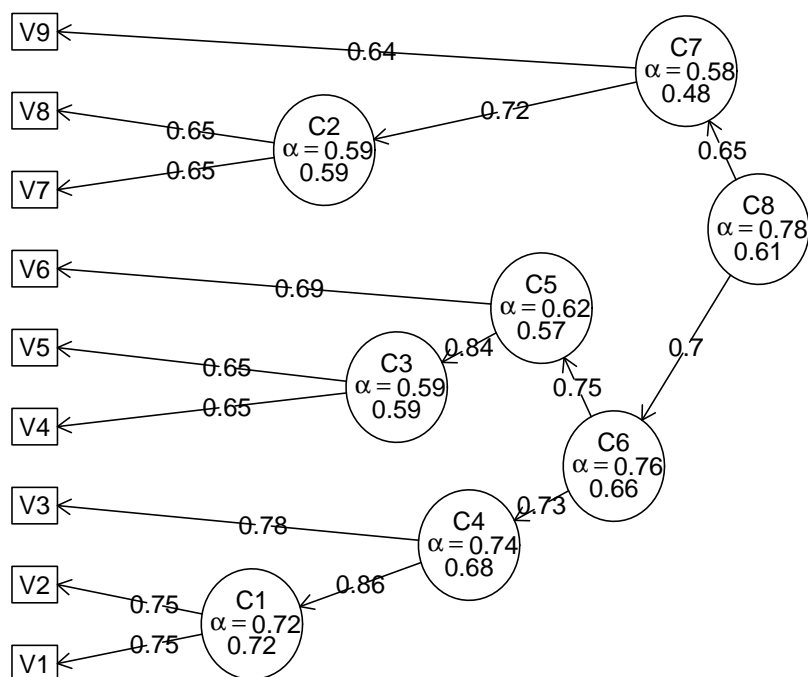 V9
0.64
C7
α = 0.58
0.48
V8
0.65
C2
α = 0.59
0.59
0.72
V7
0.65
0.65
C8
α = 0.78
0.61
V6
0.69
C5
α = 0.62
0.57
V5
0.65
C3
α = 0.59
0.59
0.84
0.7
V4
0.65
0.75
C6
α = 0.76
0.66
V3
0.78
C4
α = 0.74
0.68
0.73
V2
0.75
C1
α = 0.72
0.72
0.86
V1
0.75